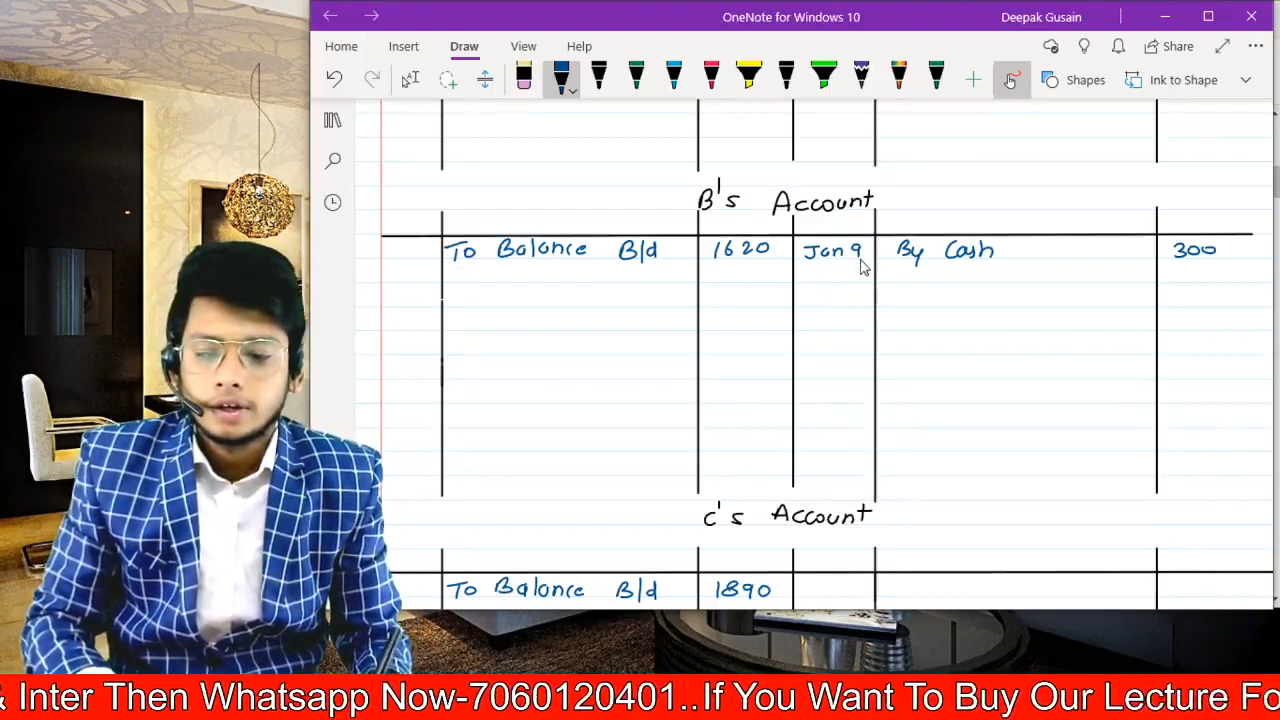 OneNote for Windows 10
Deepak Gusain
Home Insert Draw View Help
Share
Shapes
Ink to Shape
B's Account
To Balance B/d 1620 Jan 9 By Cash 300
C's Account
To Balance B/d 1890
& Inter Then Whatsapp Now-7060120401..If You Want To Buy Our Lecture Fo